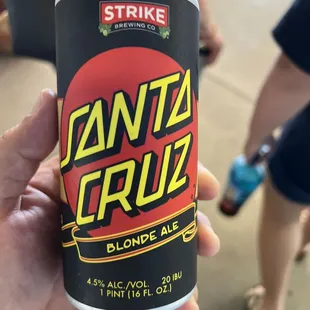 STRIKE
BREWING CO.
SANTA
CRUZ
BLONDE ALE
4.5% ALC./VOL. 20 IBU
1 PINT (16 FL. OZ.)